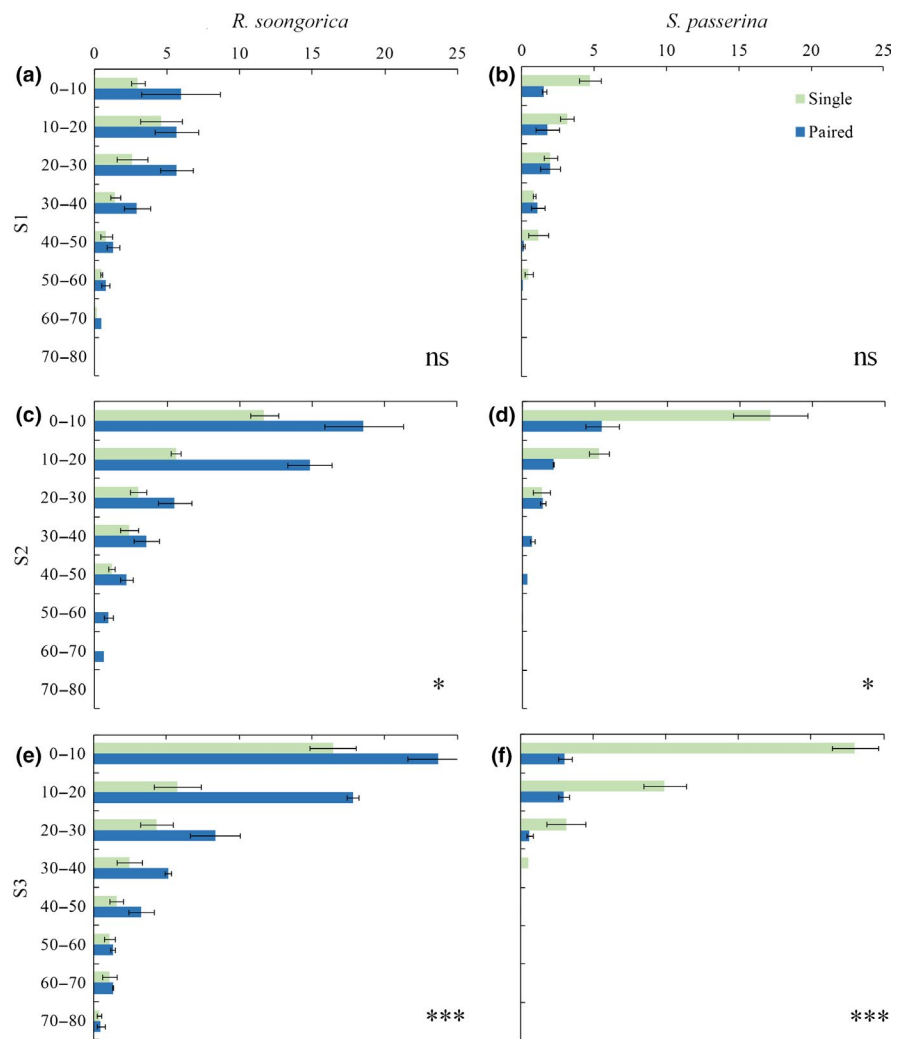 R. soongorica S. passerina
0 5 10 15 20 25 0 5 10 15 20 25
(a) (b)
0–10 Single
10–20 Paired
20–30
30–40
S1
40–50
50–60
60–70
70–80 ns ns
(c) (d)
0–10
10–20
20–30
30–40
S2
40–50
50–60
60–70
70–80 * *
(e) (f)
0–10
10–20
20–30
30–40
S3
40–50
50–60
60–70
70–80 *** ***